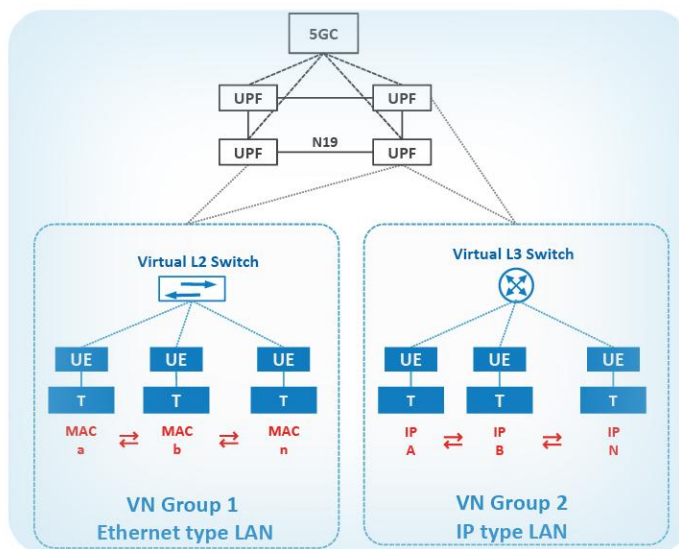 5GC
UPF UPF
N19
UPF UPF
Virtual L2 Switch
Virtual L3 Switch
UE UE UE
UE UE UE
T T T
T T T
MAC MAC MAC
a b n
IP IP IP
A B N
VN Group 1
Ethernet type LAN
VN Group 2
IP type LAN